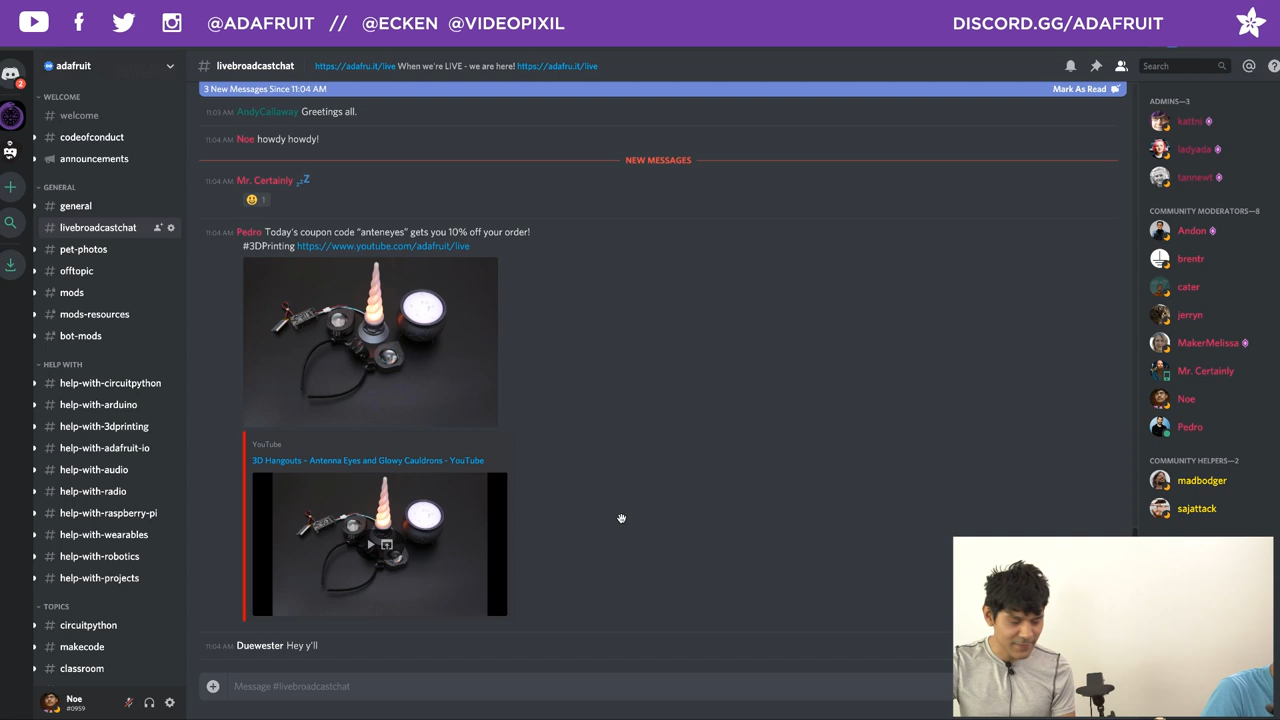 @ADAFRUIT // @ECKEN @VIDEOPIXIL
DISCORD.GG/ADAFRUIT
2
adafruit
WELCOME
# welcome
codeofconduct
announcements
GENERAL
# general
# livebroadcastchat
# pet-photos
# offtopic
# mods
# mods-resources
# bot-mods
HELP WITH
# help-with-circuitpython
# help-with-arduino
# help-with-3dprinting
# help-with-adafruit-io
# help-with-audio
# help-with-radio
# help-with-raspberry-pi
# help-with-wearables
# help-with-robotics
# help-with-projects
TOPICS
# circuitpython
# makecode
# classroom
Noe
#0959
# livebroadcastchat
https://adafru.it/live When we're LIVE - we are here! https://adafru.it/live
Search
3 New Messages Since 11:04 AM
Mark As Read
11:03 AM AndyCallaway Greetings all.
11:04 AM Noe howdy howdy!
NEW MESSAGES
11:04 AM Mr. Certainly
1
11:04 AM Pedro Today's coupon code "anteneyes" gets you 10% off your order!
#3DPrinting https://www.youtube.com/adafruit/live
YouTube
3D Hangouts – Antenna Eyes and Glowy Cauldrons - YouTube
11:04 AM Duewester Hey y'll
Message #livebroadcastchat
ADMINS—3
kattni
ladyada
tannewt
COMMUNITY MODERATORS—8
Andon
brentr
cater
jerryn
MakerMelissa
Mr. Certainly
Noe
Pedro
COMMUNITY HELPERS—2
madbodger
sajattack